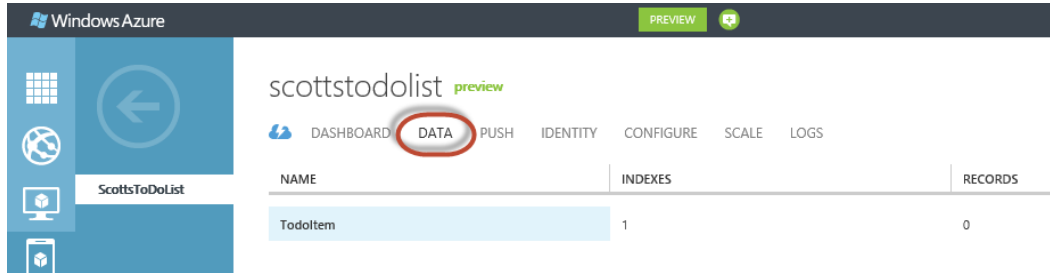 Windows Azure PREVIEW
scottstodolist preview
DASHBOARD DATA PUSH IDENTITY CONFIGURE SCALE LOGS
ScottsToDoList
NAME INDEXES RECORDS
TodoItem 1 0